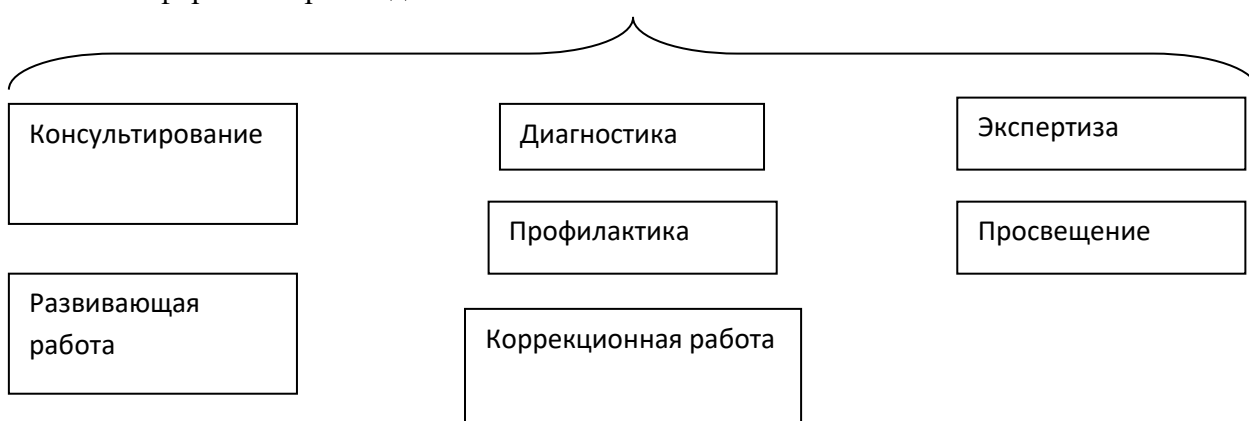 Консультирование
Диагностика
Экспертиза
Профилактика
Просвещение
Развивающая
работа
Коррекционная работа